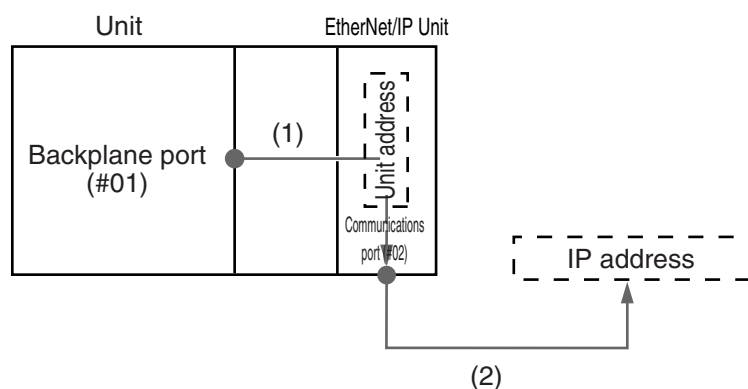 Unit
EtherNet/IP Unit
Backplane port
(#01)
(1)
Unit address
Communications
port (#02)
IP address
(2)